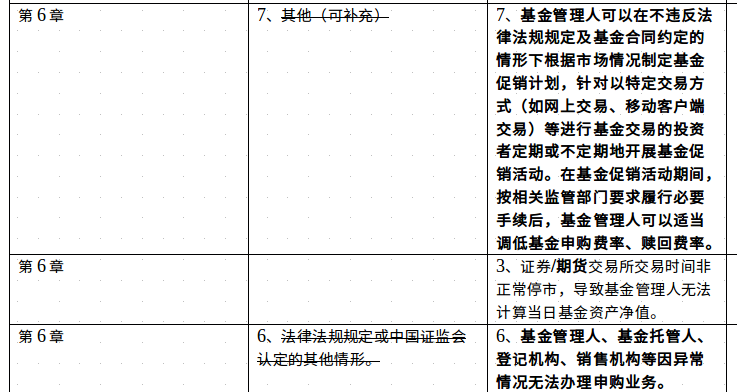 第 6 章
7、其他（可补充）
7、基金管理人可以在不违反法
律法规规定及基金合同约定的
情形下根据市场情况制定基金
促销计划，针对以特定交易方
式（如网上交易、移动客户端
交易）等进行基金交易的投资
者定期或不定期地开展基金促
销活动。在基金促销活动期间，
按相关监管部门要求履行必要
手续后，基金管理人可以适当
调低基金申购费率、赎回费率。
第 6 章
3、证券/期货交易所交易时间非
正常停市，导致基金管理人无法
计算当日基金资产净值。
第 6 章
6、法律法规规定或中国证监会
认定的其他情形。
6、基金管理人、基金托管人、
登记机构、销售机构等因异常
情况无法办理申购业务。